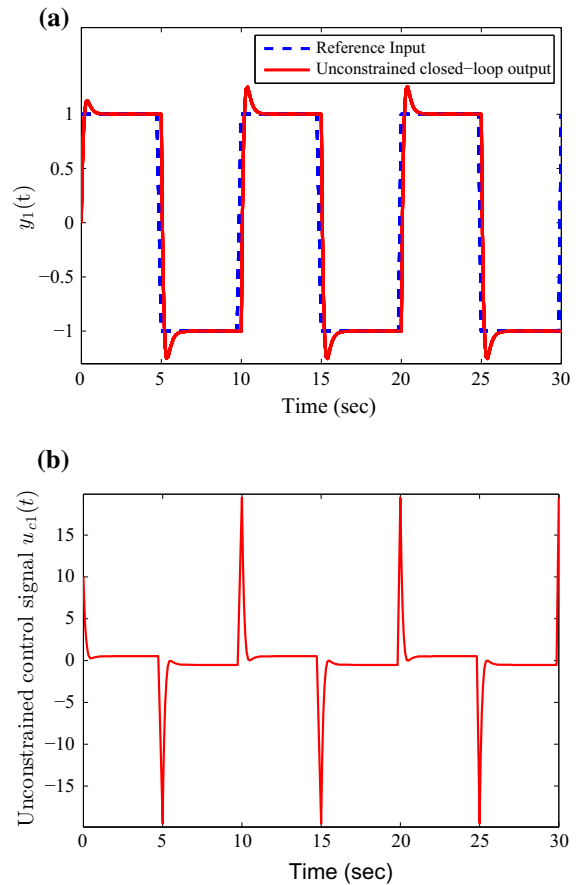 (a)
Reference Input
Unconstrained closed−loop output
1
0.5
0
−0.5
−1
y1(t)
0 5 10 15 20 25 30
Time (sec)
(b)
15
10
5
0
−5
−10
−15
Unconstrained control signal uc1(t)
0 5 10 15 20 25 30
Time (sec)